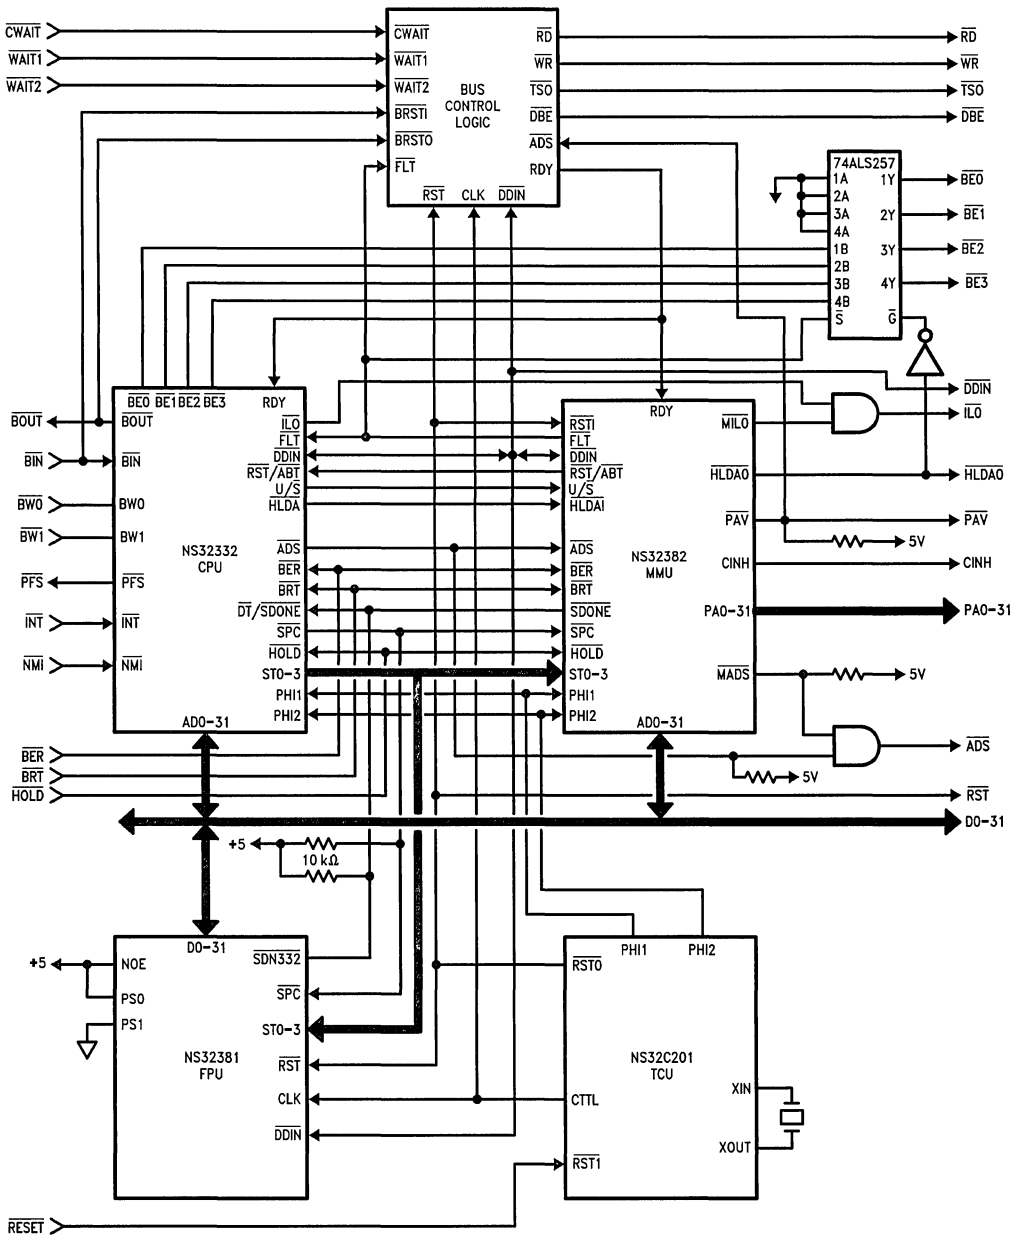 CWAIT
WAIT1
WAIT2
CWAIT
WAIT1
WAIT2
BRSTI
BRSTO
FLT
BUS
CONTROL
LOGIC
RD
WR
TSO
DBE
ADS
RDY
RST CLK DDIN
RD
WR
TSO
DBE
74ALS257
1A
2A
3A
4A
1B
2B
3B
4B
S
1Y
2Y
3Y
4Y
G
BE0
BE1
BE2
BE3
BOUT
BIN
BW0
BW1
PFS
INT
NMI
BER
BRT
HOLD
BE0 BE1 BE2 BE3 RDY
BOUT
BIN
BW0
BW1
PFS
INT
NMI
NS32332
CPU
ILO
FLT
DDIN
RST/ABT
U/S
HLDA
ADS
BER
BRT
DT/SDONE
SPC
HOLD
ST0-3
PHI1
PHI2
AD0-31
RDY
RSTI
FLT
DDIN
RST/ABT
U/S
HLDAI
ADS
BER
BRT
SDONE
SPC
HOLD
ST0-3
PHI1
PHI2
NS32382
MMU
MILO
HLDAO
PAV
CINH
PA0-31
MADS
AD0-31
DDIN
ILO
HLDAO
PAV
5V
CINH
PA0-31
5V
ADS
5V
RST
D0-31
+5
10 kΩ
+5
D0-31
NOE
PS0
PS1
NS32381
FPU
SDN332
SPC
ST0-3
RST
CLK
DDIN
PHI1 PHI2
RSTO
CTTL
RST1
NS32C201
TCU
XIN
XOUT
RESET